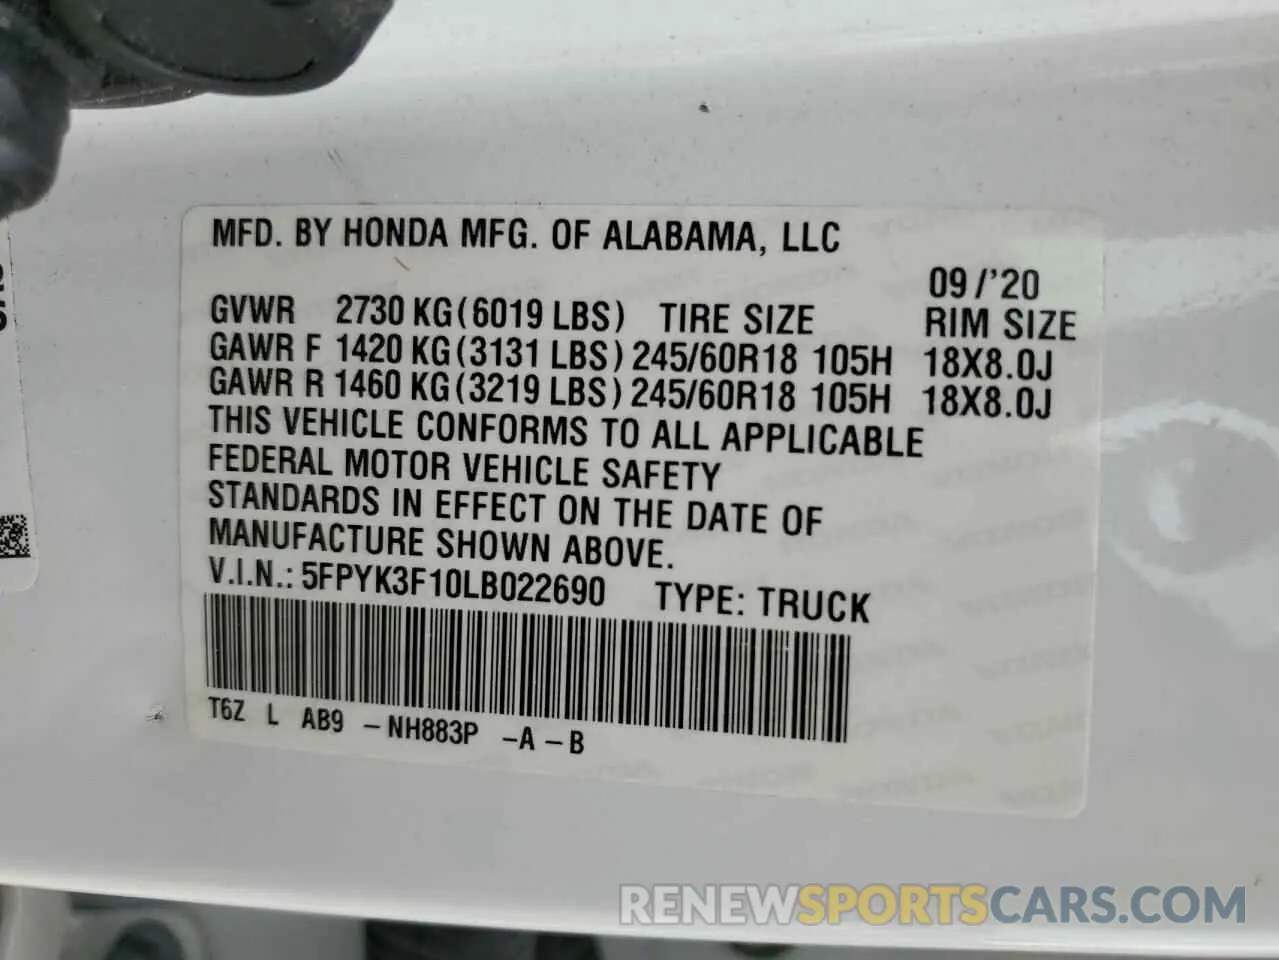 MFD. BY HONDA MFG. OF ALABAMA, LLC
09/'20
GVWR 2730 KG(6019 LBS) TIRE SIZE RIM SIZE
GAWR F 1420 KG(3131 LBS) 245/60R18 105H 18X8.0J
GAWR R 1460 KG(3219 LBS) 245/60R18 105H 18X8.0J
THIS VEHICLE CONFORMS TO ALL APPLICABLE
FEDERAL MOTOR VEHICLE SAFETY
STANDARDS IN EFFECT ON THE DATE OF
MANUFACTURE SHOWN ABOVE.
V.I.N.: 5FPYK3F10LB022690 TYPE: TRUCK
T6Z L AB9 -NH883P -A-B
RENEWSPORTSCARS.COM